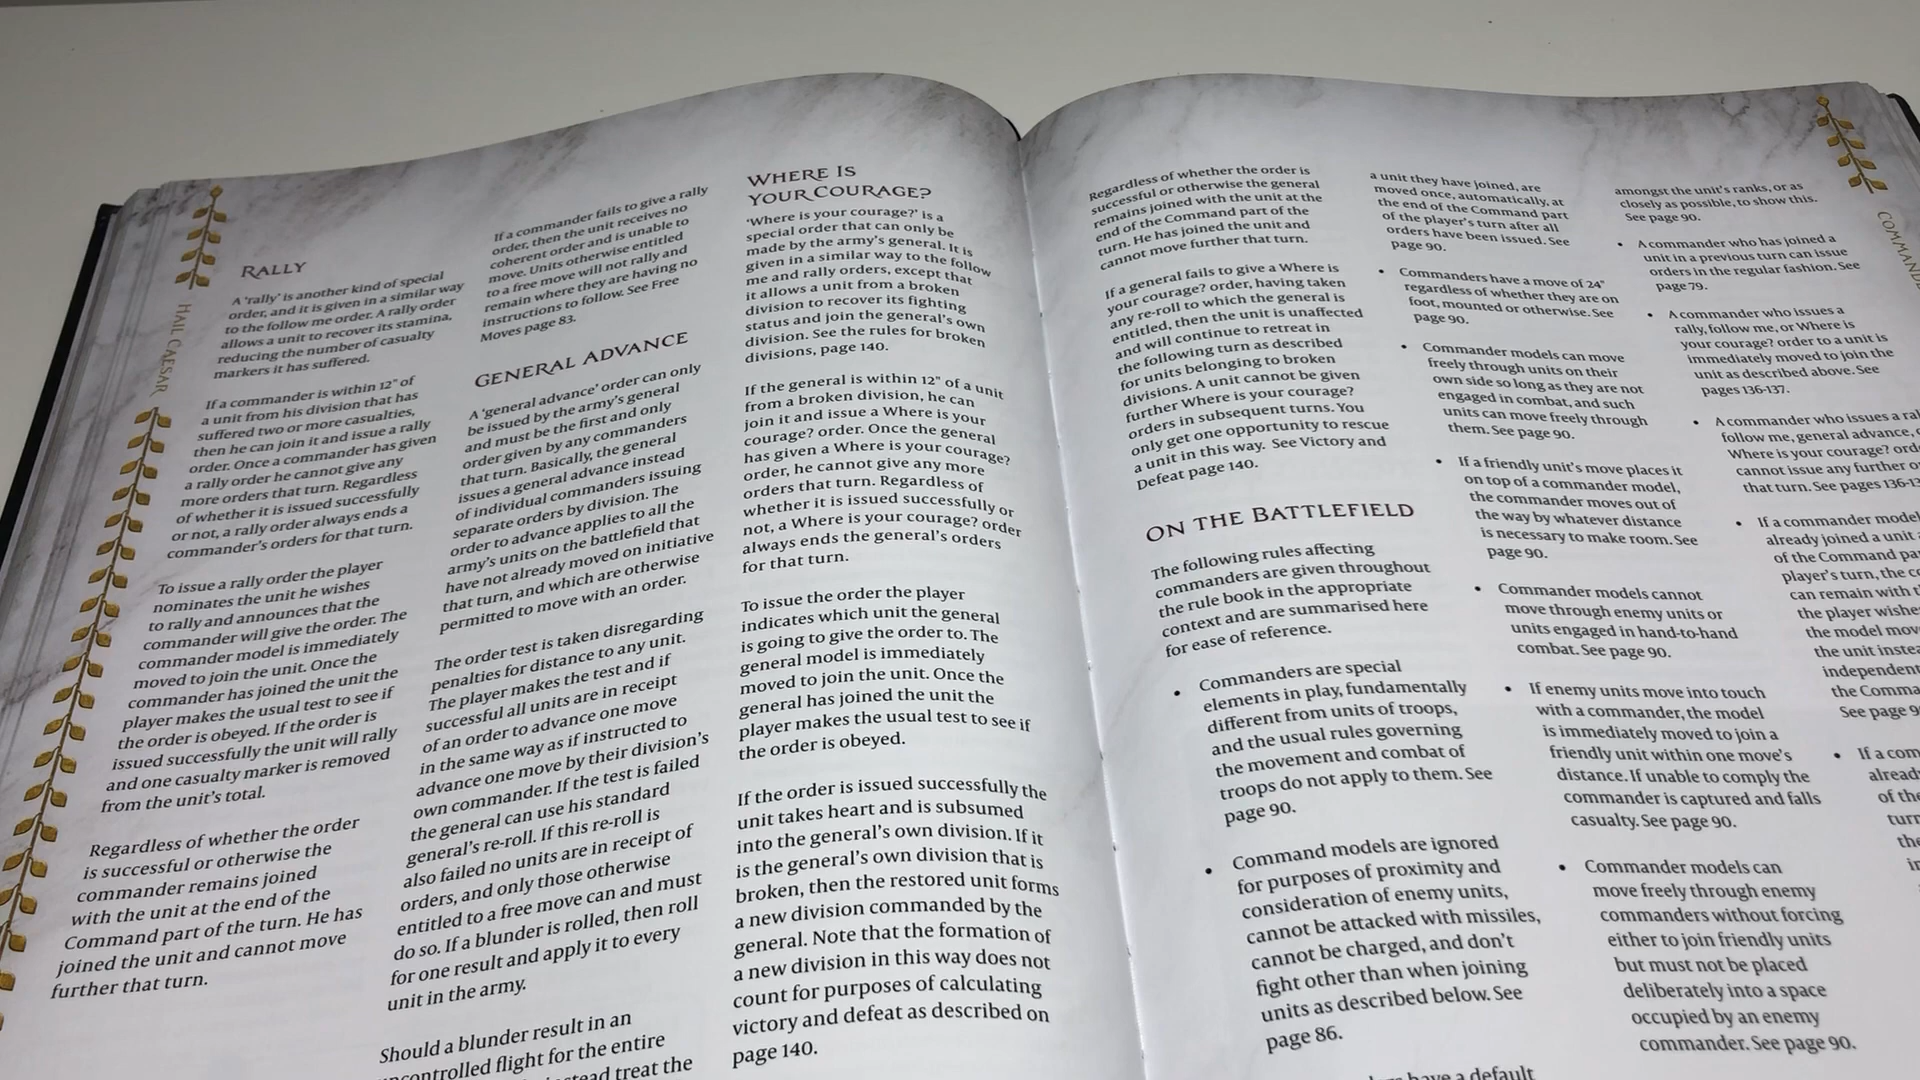 HAIL CAESAR
RALLY
A 'rally' is another kind of special
order, and it is given in a similar way
to the follow me order. A rally order
allows a unit to recover its stamina,
reducing the number of casualty
markers it has suffered.
If a commander is within 12" of
a unit from his division that has
suffered two or more casualties,
then he can join it and issue a rally
order. Once a commander has given
a rally order he cannot give any
more orders that turn. Regardless
of whether it is issued successfully
or not, a rally order always ends a
commander's orders for that turn.
To issue a rally order the player
nominates the unit he wishes
to rally and announces that the
commander will give the order. The
commander model is immediately
moved to join the unit. Once the
commander has joined the unit the
player makes the usual test to see if
the order is obeyed. If the order is
issued successfully the unit will rally
and one casualty marker is removed
from the unit's total.
Regardless of whether the order
is successful or otherwise the
commander remains joined
with the unit at the end of the
Command part of the turn. He has
joined the unit and cannot move
further that turn.
If a commander fails to give a rally
order, then the unit receives no
coherent order and is unable to
move. Units otherwise entitled
to a free move will not rally and
remain where they are having no
instructions to follow. See Free
Moves page 83.
GENERAL ADVANCE
A 'general advance' order can only
be issued by the army's general
and must be the first and only
order given by any commanders
that turn. Basically, the general
issues a general advance instead
of individual commanders issuing
separate orders by division. The
order to advance applies to all the
army's units on the battlefield that
have not already moved on initiative
that turn, and which are otherwise
permitted to move with an order.
The order test is taken disregarding
penalties for distance to any unit.
The player makes the test and if
successful all units are in receipt
of an order to advance one move
in the same way as if instructed to
advance one move by their division's
own commander. If the test is failed
the general can use his standard
general's re-roll. If this re-roll is
also failed no units are in receipt of
orders, and only those otherwise
entitled to a free move can and must
do so. If a blunder is rolled, then roll
for one result and apply it to every
unit in the army.
Should a blunder result in an
uncontrolled flight for the entire
treat the
WHERE IS
YOUR COURAGE?
'Where is your courage?' is a
special order that can only be
made by the army's general. It is
given in a similar way to the follow
me and rally orders, except that
it allows a unit from a broken
division to recover its fighting
status and join the general's own
division. See the rules for broken
divisions, page 140.
If the general is within 12" of a unit
from a broken division, he can
join it and issue a Where is your
courage? order. Once the general
has given a Where is your courage?
order, he cannot give any more
orders that turn. Regardless of
whether it is issued successfully or
not, a Where is your courage? order
always ends the general's orders
for that turn.
To issue the order the player
indicates which unit the general
is going to give the order to. The
general model is immediately
moved to join the unit. Once the
general has joined the unit the
player makes the usual test to see if
the order is obeyed.
If the order is issued successfully the
unit takes heart and is subsumed
into the general's own division. If it
is the general's own division that is
broken, then the restored unit forms
a new division commanded by the
general. Note that the formation of
a new division in this way does not
count for purposes of calculating
victory and defeat as described on
page 140.
Regardless of whether the order is
successful or otherwise the general
remains joined with the unit at the
end of the Command part of the
turn. He has joined the unit and
cannot move further that turn.
If a general fails to give a Where is
your courage? order, having taken
any re-roll to which the general is
entitled, then the unit is unaffected
and will continue to retreat in
the following turn as described
for units belonging to broken
divisions. A unit cannot be given
further Where is your courage?
orders in subsequent turns. You
only get one opportunity to rescue
a unit in this way. See Victory and
Defeat page 140.
ON THE BATTLEFIELD
The following rules affecting
commanders are given throughout
the rule book in the appropriate
context and are summarised here
for ease of reference.
• Commanders are special
elements in play, fundamentally
different from units of troops,
and the usual rules governing
the movement and combat of
troops do not apply to them. See
page 90.
• Command models are ignored
for purposes of proximity and
consideration of enemy units,
cannot be attacked with missiles,
cannot be charged, and don't
fight other than when joining
units as described below. See
page 86.
have a default
a unit they have joined, are
moved once, automatically, at
the end of the Command part
of the player's turn after all
orders have been issued. See
page 90.
• Commanders have a move of 24"
regardless of whether they are on
foot, mounted or otherwise. See
page 90.
• Commander models can move
freely through units on their
own side so long as they are not
engaged in combat, and such
units can move freely through
them. See page 90.
• If a friendly unit's move places it
on top of a commander model,
the commander moves out of
the way by whatever distance
is necessary to make room. See
page 90.
• Commander models cannot
move through enemy units or
units engaged in hand-to-hand
combat. See page 90.
• If enemy units move into touch
with a commander, the model
is immediately moved to join a
friendly unit within one move's
distance. If unable to comply the
commander is captured and falls
casualty. See page 90.
• Commander models can
move freely through enemy
commanders without forcing
either to join friendly units
but must not be placed
deliberately into a space
occupied by an enemy
commander. See page 90.
amongst the unit's ranks, or as
closely as possible, to show this.
See page 90.
• A commander who has joined a
unit in a previous turn can issue
orders in the regular fashion. See
page 79.
• A commander who issues a
rally, follow me, or Where is
your courage? order to a unit is
immediately moved to join the
unit as described above. See
pages 136-137.
• A commander who issues a
follow me, general advance,
Where is your courage?
cannot issue any further
that turn. See pages
• If a commander
already joined a unit
of the Command
player's turn, the
can remain with
the player
the model
the unit
the
See page
• If a
of